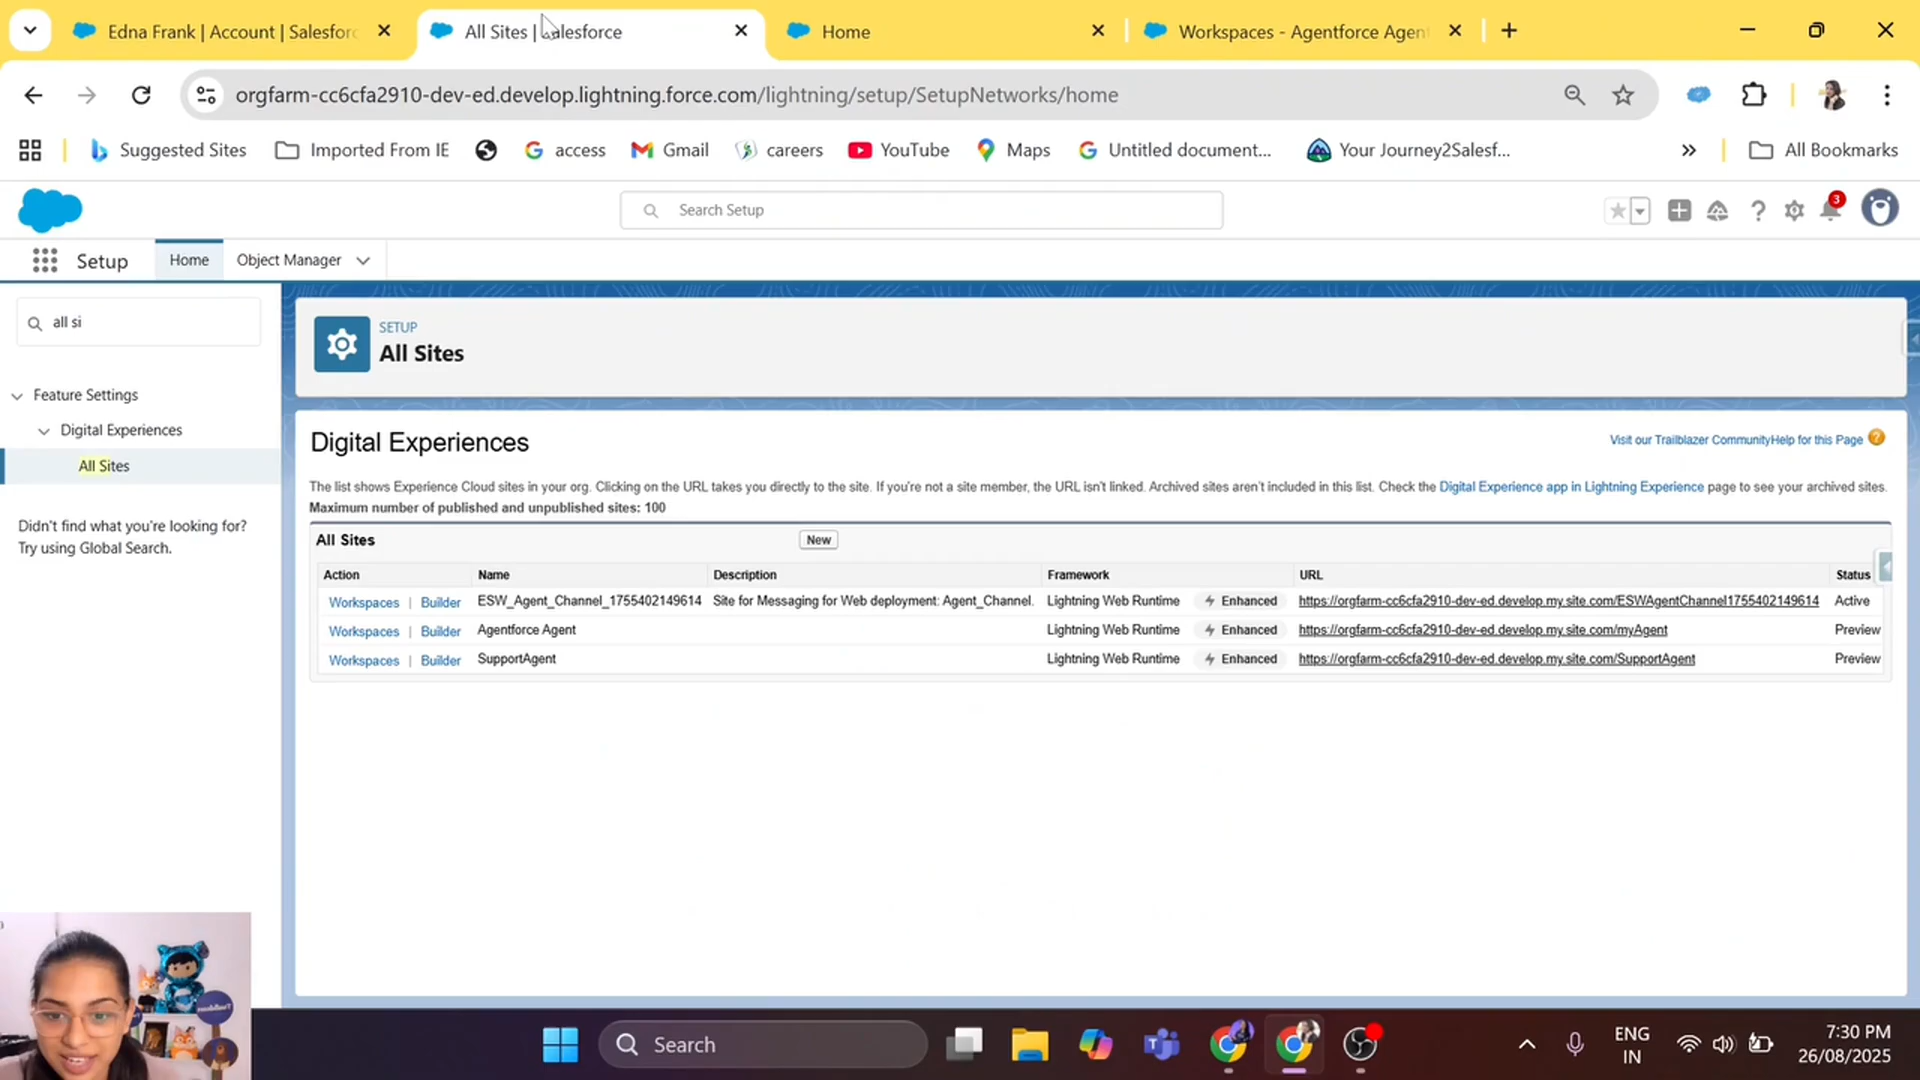 Edna Frank | Account | Salesforc
All Sites | Salesforce
Home
Workspaces - Agentforce Agen
orgfarm-cc6cfa2910-dev-ed.develop.lightning.force.com/lightning/setup/SetupNetworks/home
Suggested Sites
Imported From IE
access
Gmail
careers
YouTube
Maps
Untitled document...
Your Journey2Salesf...
All Bookmarks
Search Setup
3
Setup
Home
Object Manager
all si
Feature Settings
Digital Experiences
All Sites
Didn't find what you're looking for?
Try using Global Search.
SETUP
All Sites
Digital Experiences
Visit our Trailblazer Community Help for this Page
The list shows Experience Cloud sites in your org. Clicking on the URL takes you directly to the site. If you're not a site member, the URL isn't linked. Archived sites aren't included in this list. Check the Digital Experience app in Lightning Experience page to see your archived sites.
Maximum number of published and unpublished sites: 100
All Sites New
Action Name Description Framework URL Status
Workspaces | Builder ESW_Agent_Channel_1755402149614 Site for Messaging for Web deployment: Agent_Channel. Lightning Web Runtime Enhanced https://orgfarm-cc6cfa2910-dev-ed.develop.my.site.com/ESWAgentChannel1755402149614 Active
Workspaces | Builder Agentforce Agent Lightning Web Runtime Enhanced https://orgfarm-cc6cfa2910-dev-ed.develop.my.site.com/myAgent Preview
Workspaces | Builder SupportAgent Lightning Web Runtime Enhanced https://orgfarm-cc6cfa2910-dev-ed.develop.my.site.com/SupportAgent Preview
Search
ENG
IN
7:30 PM
26/08/2025